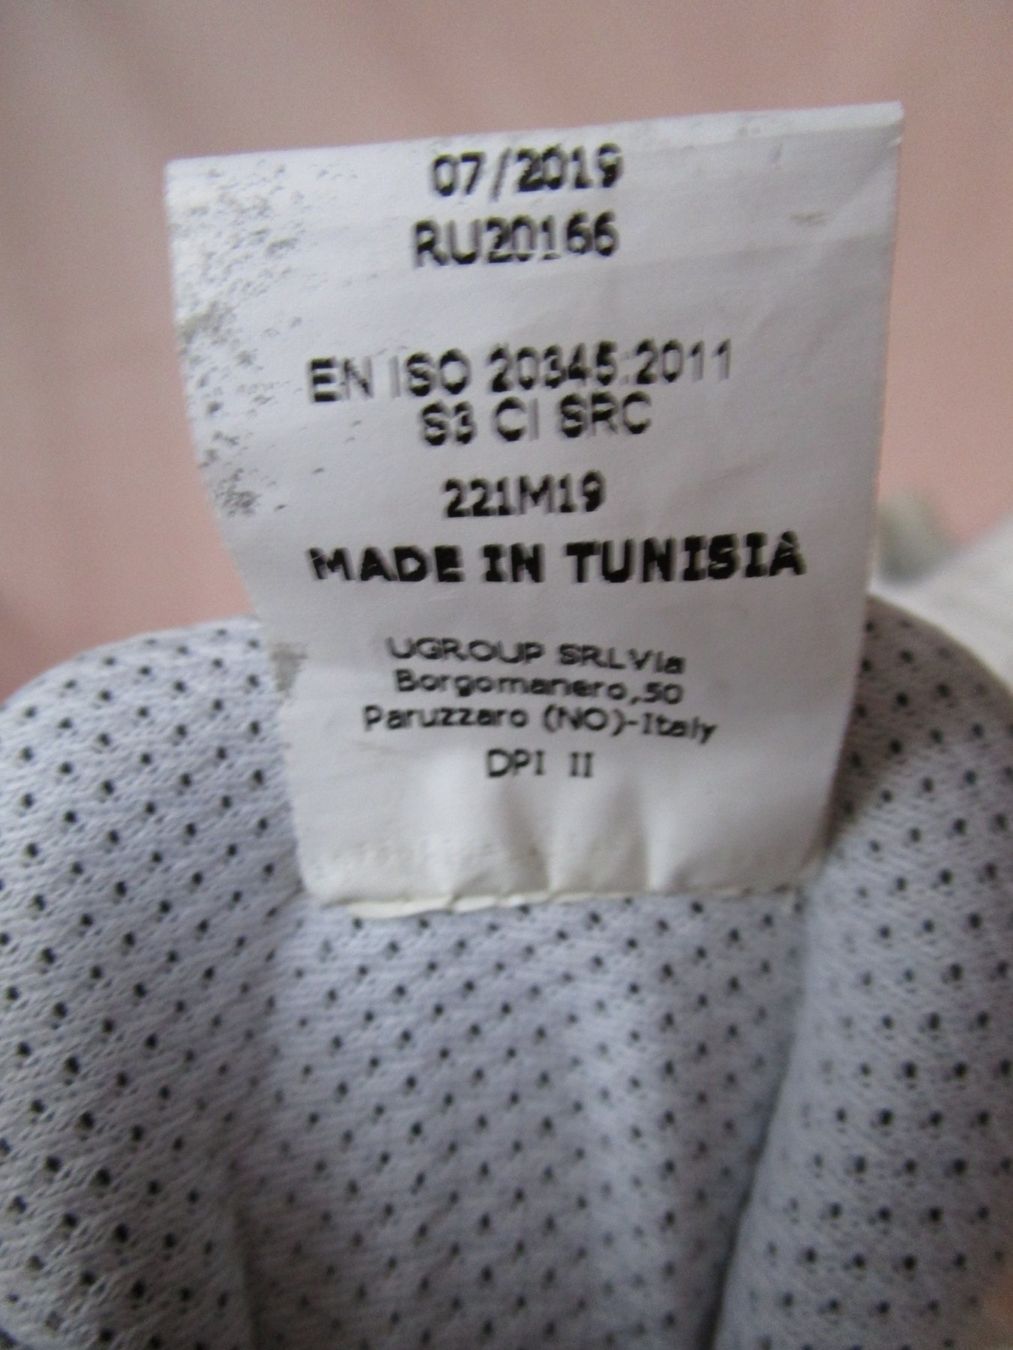 07/2019
RU20166
EN ISO 20345:2011
S3 CI SRC
221M19
MADE IN TUNISIA
UGROUP SRLVia
Borgomanero,50
Paruzzaro (NO)-Italy
DPI II